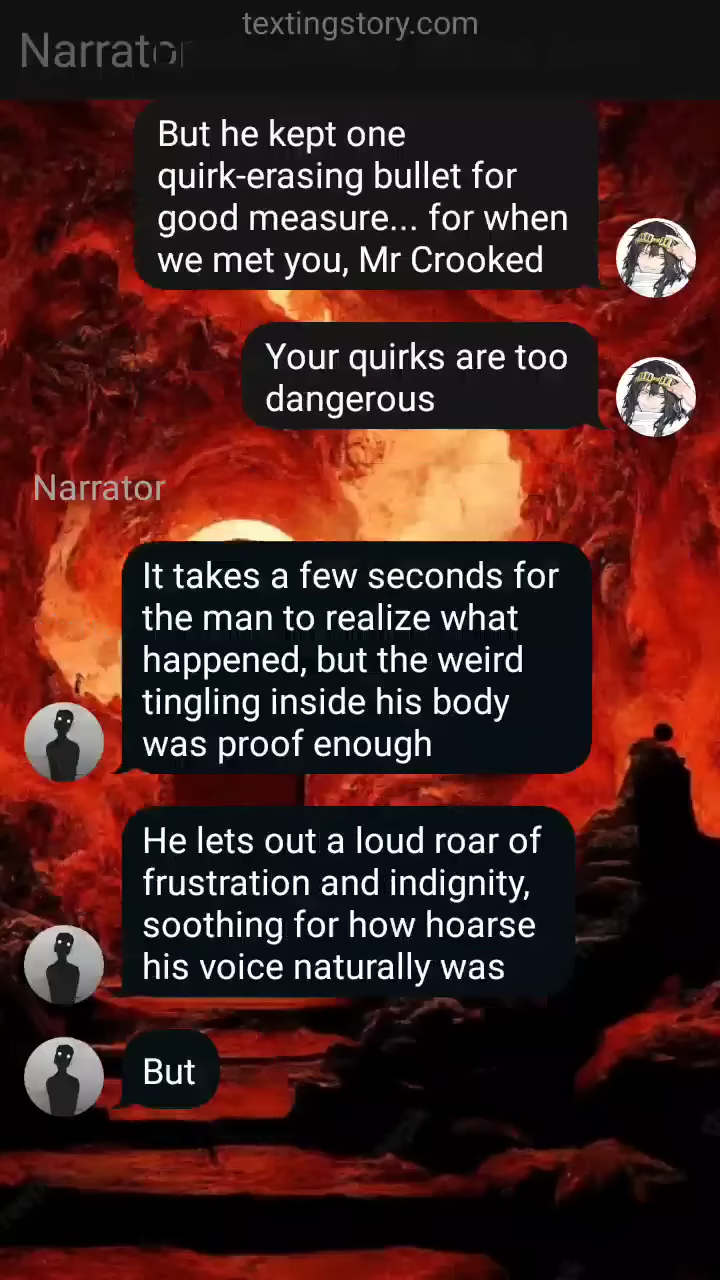 textingstory.com
Narrator
But he kept one
quirk-erasing bullet for
good measure... for when
we met you, Mr Crooked
Your quirks are too
dangerous
Narrator
It takes a few seconds for
the man to realize what
happened, but the weird
tingling inside his body
was proof enough
He lets out a loud roar of
frustration and indignity,
soothing for how hoarse
his voice naturally was
But